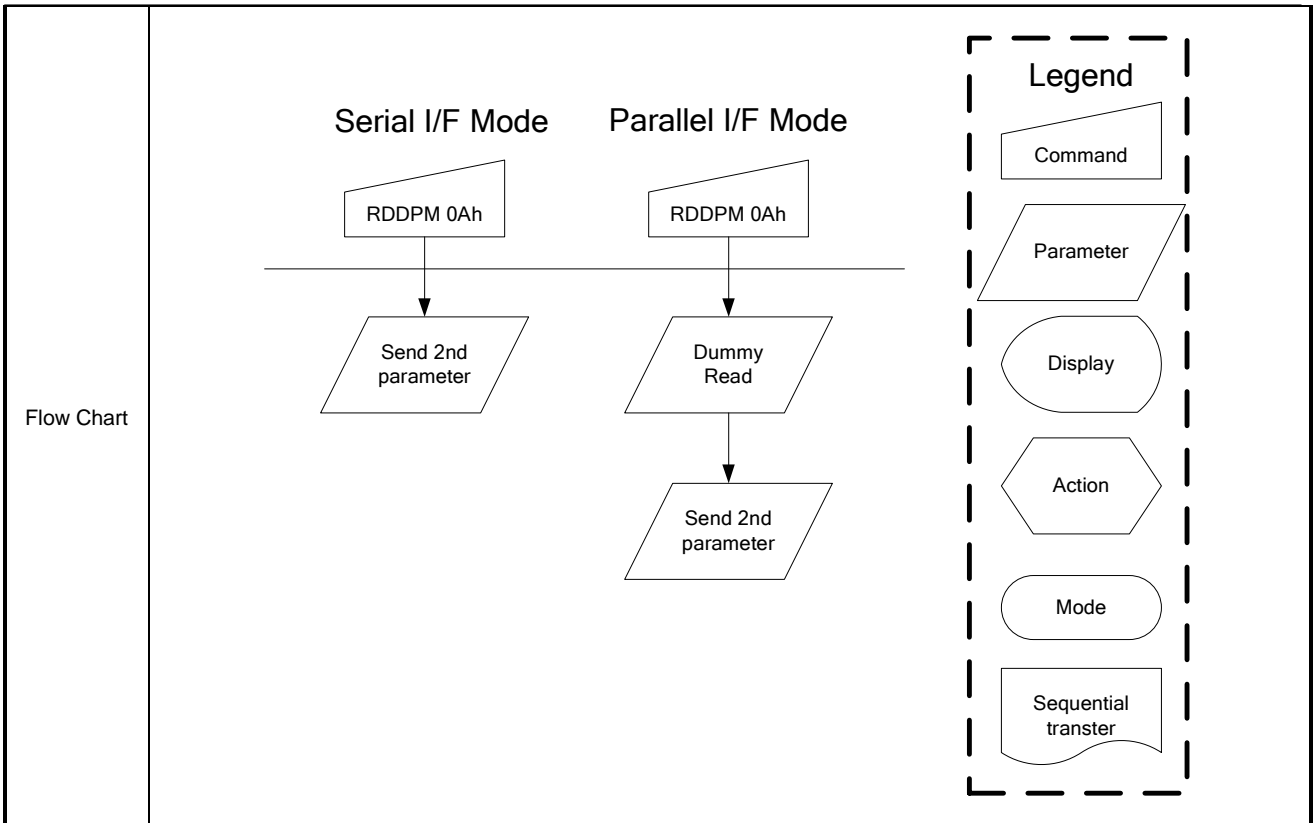 Flow Chart
Serial I/F Mode
Parallel I/F Mode
RDDPM 0Ah
RDDPM 0Ah
Send 2nd
parameter
Dummy
Read
Send 2nd
parameter
Legend
Command
Parameter
Display
Action
Mode
Sequential
transter